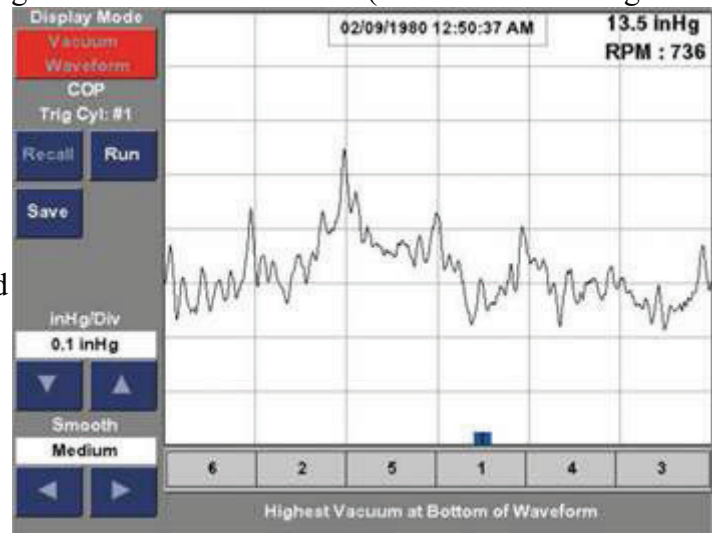 Display Mode
Vacuum
Waveform
COP
Trig Cyl: #1
Recall Run
Save
inHg/Div
0.1 inHg
Smooth
Medium
02/09/1980 12:50:37 AM
13.5 inHg
RPM : 736
6 2 5 1 4 3
Highest Vacuum at Bottom of Waveform